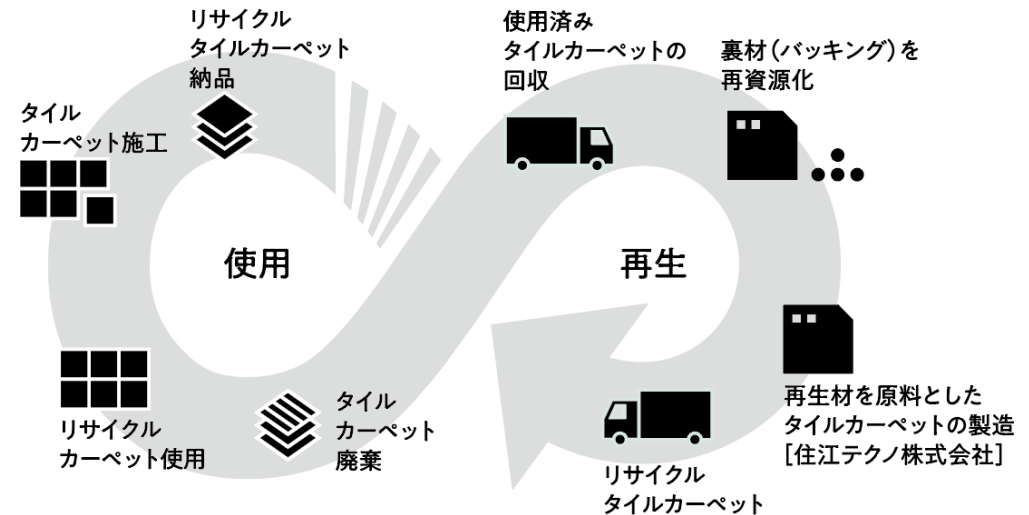 リサイクル
タイルカーペット
納品
タイル
カーペット施工
使用
リサイクル
カーペット使用
タイル
カーペット
廃棄
使用済み
タイルカーペットの
回収
裏材（バッキング）を
再資源化
再生
再生材を原料とした
タイルカーペットの製造
［住江テクノ株式会社］
リサイクル
タイルカーペット